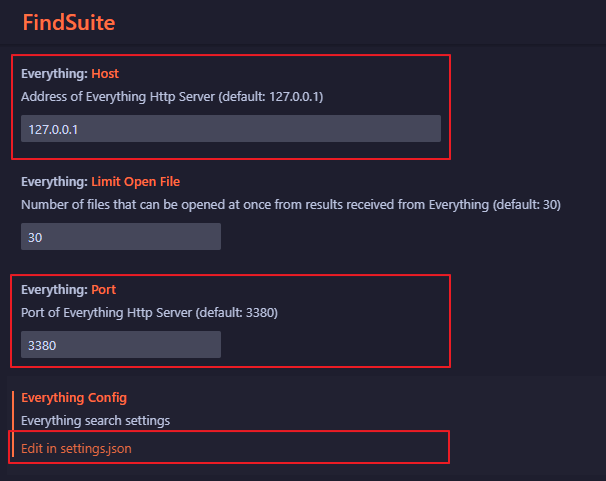 FindSuite
Everything: Host
Address of Everything Http Server (default: 127.0.0.1)
127.0.0.1
Everything: Limit Open File
Number of files that can be opened at once from results received from Everything (default: 30)
30
Everything: Port
Port of Everything Http Server (default: 3380)
3380
Everything Config
Everything search settings
Edit in settings.json